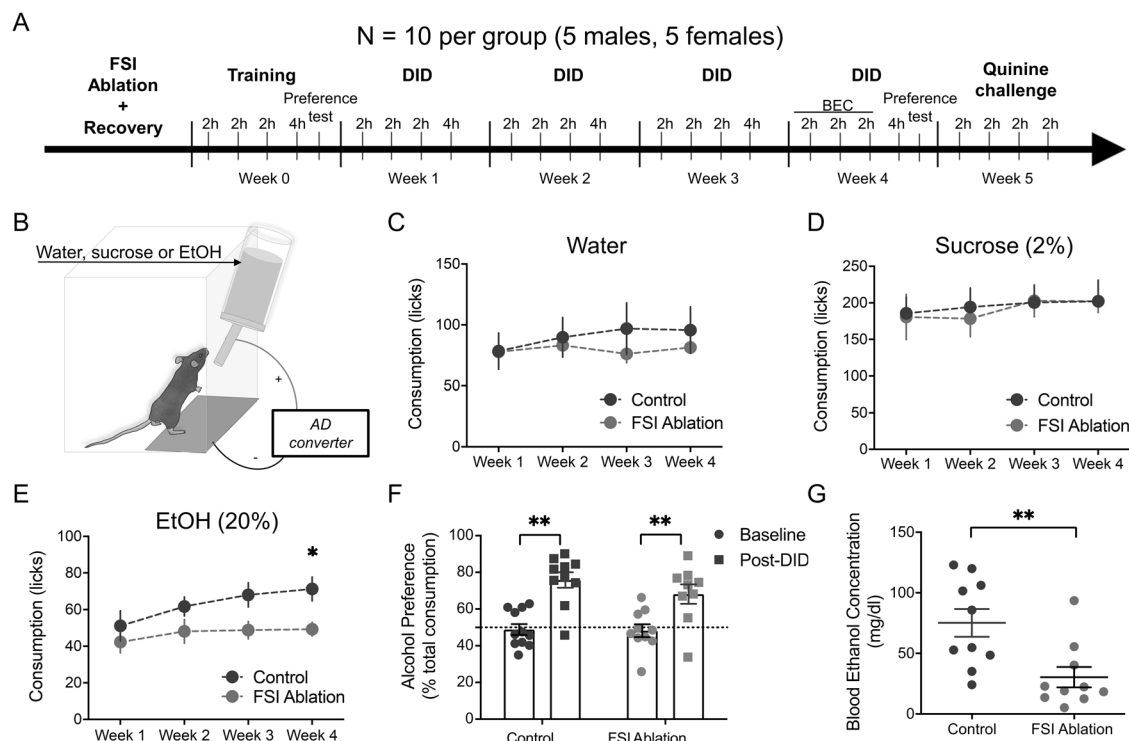 A
N = 10 per group (5 males, 5 females)
FSI
Ablation
+
Recovery
Training
DID
DID
DID
DID
Quinine
challenge
Preference
test
BEC
Preference
test
2h 2h 2h 4h
2h 2h 2h 4h
2h 2h 2h 4h
2h 2h 2h 4h
2h 2h 2h 4h
2h 2h 2h 2h
Week 0
Week 1
Week 2
Week 3
Week 4
Week 5
B
Water, sucrose or EtOH
+
-
AD
converter
C
Water
Consumption (licks)
150
100
50
0
Control
FSI Ablation
Week 1 Week 2 Week 3 Week 4
D
Sucrose (2%)
Consumption (licks)
250
200
150
100
50
0
Control
FSI Ablation
Week 1 Week 2 Week 3 Week 4
E
EtOH (20%)
Consumption (licks)
100
80
60
40
20
0
*
Control
FSI Ablation
Week 1 Week 2 Week 3 Week 4
F
Alcohol Preference
(% total consumption)
100
80
60
40
20
0
**
**
Baseline
Post-DID
Control
FSI Ablation
G
Blood Ethanol Concentration
(mg/dl)
150
100
50
0
**
Control
FSI Ablation